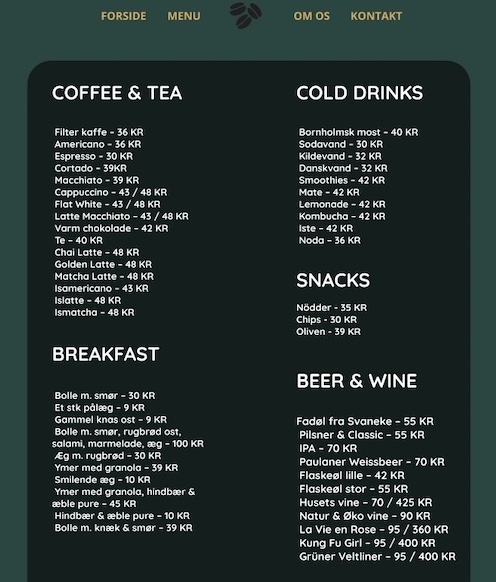 FORSIDE MENU OM OS KONTAKT
COFFEE & TEA
Filter kaffe – 36 KR
Americano – 36 KR
Espresso – 30 KR
Cortado – 39KR
Macchiato – 39 KR
Cappuccino – 43 / 48 KR
Flat White – 43 / 48 KR
Latte Macchiato – 43 / 48 KR
Varm chokolade – 42 KR
Te – 40 KR
Chai Latte – 48 KR
Golden Latte – 48 KR
Matcha Latte – 48 KR
Isamericano – 43 KR
Islatte – 48 KR
Ismatcha – 48 KR
BREAKFAST
Bolle m. smør – 30 KR
Et stk pålæg – 9 KR
Gammel knas ost – 9 KR
Bolle m. smør, rugbrød ost,
salami, marmelade, æg – 100 KR
Æg m. rugbrød – 30 KR
Ymer med granola – 39 KR
Smilende æg – 10 KR
Ymer med granola, hindbær &
æble pure – 45 KR
Hindbær & æble pure – 10 KR
Bolle m. knæk & smør – 39 KR
COLD DRINKS
Bornholmsk most – 40 KR
Sodavand – 30 KR
Kildevand – 32 KR
Danskvand – 32 KR
Smoothies – 42 KR
Mate – 42 KR
Lemonade – 42 KR
Kombucha – 42 KR
Iste – 42 KR
Noda – 36 KR
SNACKS
Nödder - 35 KR
Chips - 30 KR
Oliven - 39 KR
BEER & WINE
Fadøl fra Svaneke – 55 KR
Pilsner & Classic – 55 KR
IPA – 70 KR
Paulaner Weissbeer – 70 KR
Flaskeøl lille – 42 KR
Flaskeøl stor – 55 KR
Husets vine – 70 / 425 KR
Natur & Øko vine – 90 KR
La Vie en Rose – 95 / 360 KR
Kung Fu Girl – 95 / 400 KR
Grüner Veltliner – 95 / 400 KR